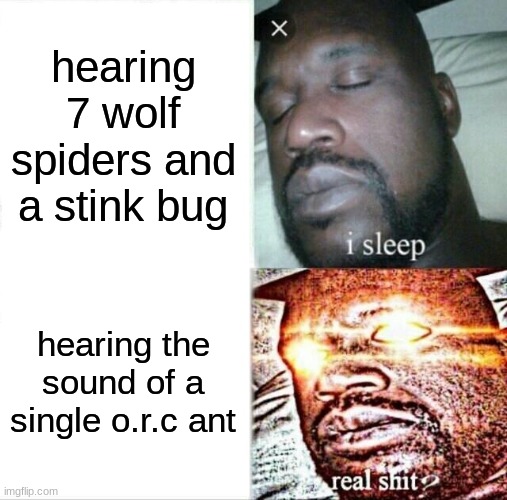 hearing
7 wolf
spiders and
a stink bug
i sleep
hearing the
sound of a
single o.r.c ant
real shit?
imgflip.com